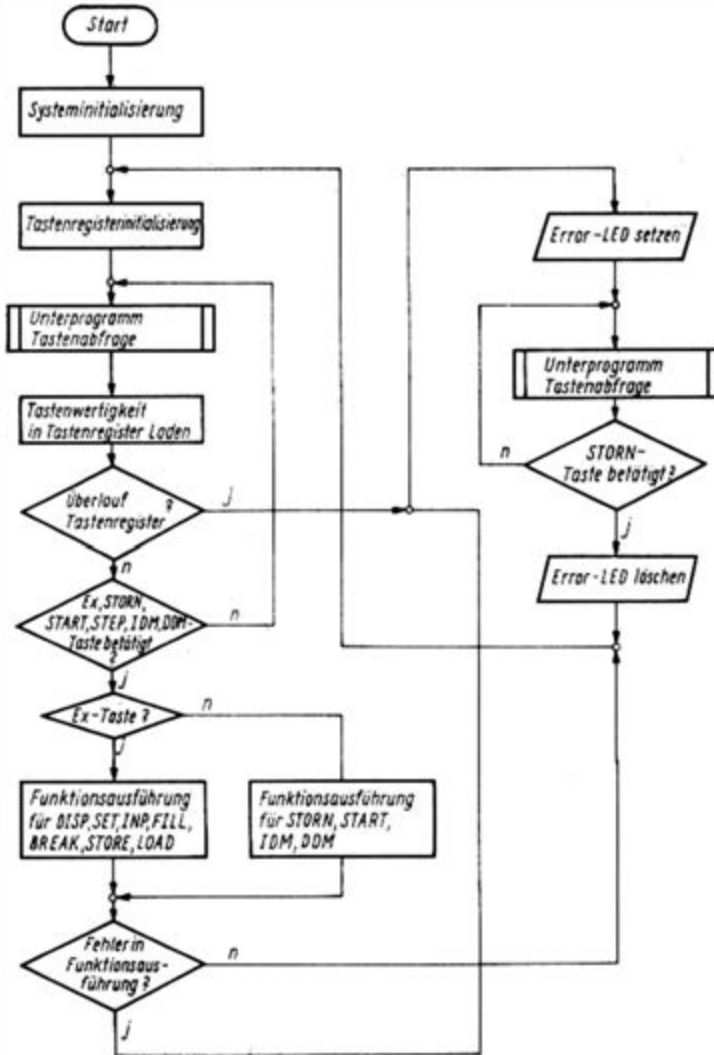 Start
Systeminitialisierung
Tastenregisterinitialisierung
Unterprogramm
Tastenabfrage
Tastenwertigkeit
in Tastenregister Laden
Überlauf ?
Tastenregister
j
n
Ex,STORN,
START,STEP,IDM,DDM-
Taste betätigt
?
n
j
Ex-Taste ?
n
j
Funktionsausführung
für DISP,SET,INP,FILL,
BREAK,STORE,LOAD
Funktionsausführung
für STORN,START,
IDM,DDM
Fehler in
Funktionsaus-
führung ?
n
j
Error-LED setzen
Unterprogramm
Tastenabfrage
STORN-
Taste betätigt?
n
j
Error-LED löschen